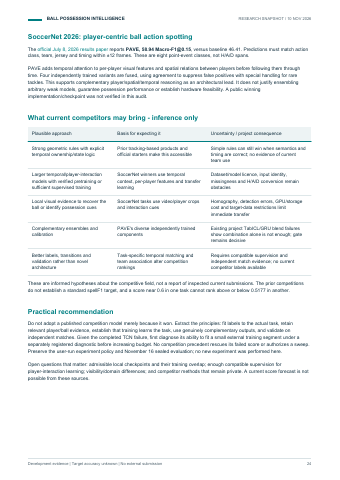 BALL POSSESSION INTELLIGENCE
RESEARCH SNAPSHOT / 10 NOV 2026
SoccerNet 2026: player-centric ball action spotting
The official July 8, 2026 results paper reports PAVE, 58.94 Macro-F1@0.15, versus baseline 46.41. Predictions must match action
class, team, jersey and timing within ±12 frames. These are eight point-event classes, not H/AID spans.
PAVE adds temporal attention to per-player visual features and spatial relations between players before following them through
time. Four independently trained variants are fused, using agreement to suppress false positives with special handling for rare
tackles. This supports complementary player/spatial/temporal reasoning as an architectural lead. It does not justify assembling
arbitrary weak models, guarantee possession performance or establish hardware feasibility. A public winning
implementation/checkpoint was not verified in this audit.
What current competitors may bring - inference only
Plausible approach
Basis for expecting it
Uncertainty / project consequence
Strong geometric rules with explicit
temporal ownership/state logic
Prior tracking-based products and
official starters make this accessible
Simple rules can still win when semantics and
timing are correct; no evidence of current
team use
Larger temporal/player-interaction
models with verified pretraining or
sufficient supervised training
SoccerNet winners use temporal
context, per-player features and transfer
learning
Dataset/model licence, input identity,
missingness and H/AID conversion remain
obstacles
Local visual evidence to recover the
ball or identify possession cues
SoccerNet tasks use video/player crops
and interaction cues
Homography, detection errors, GPU/storage
cost and target-data restrictions limit
immediate transfer
Complementary ensembles and
calibration
PAVE's diverse independently trained
components
Existing project TabICL/GRU blend failures
show combination alone is not enough; gate
remains decisive
Better labels, transitions and
validation rather than novel
architecture
Task-specific temporal matching and
team association alter competition
rankings
Requires compatible supervision and
independent match evidence; no current
competitor labels available
These are informed hypotheses about the competitive field, not a report of inspected current submissions. The prior competitions
do not establish a standard spell/F1 target, and a score near 0.6 in one task cannot rank above or below 0.5177 in another.
Practical recommendation
Do not adopt a published competition model merely because it won. Extract the principles: fit labels to the actual task, retain
relevant player/ball evidence, establish that training learns the task, use genuinely complementary outputs, and validate on
independent matches. Given the completed TCN failure, first diagnose its ability to fit a small external training segment under a
separately registered diagnostic before increasing budget. No competition precedent rescues its failed score or authorizes a sweep.
Preserve the user-run experiment policy and November 16 sealed evaluation: no new experiment was performed here.
Open questions that matter: admissible local checkpoints and their training overlap; enough compatible supervision for
player-interaction learning; visibility/domain differences; and competitor methods that remain private. A current score forecast is not
possible from these sources.
Development evidence | Target accuracy unknown | No external submission